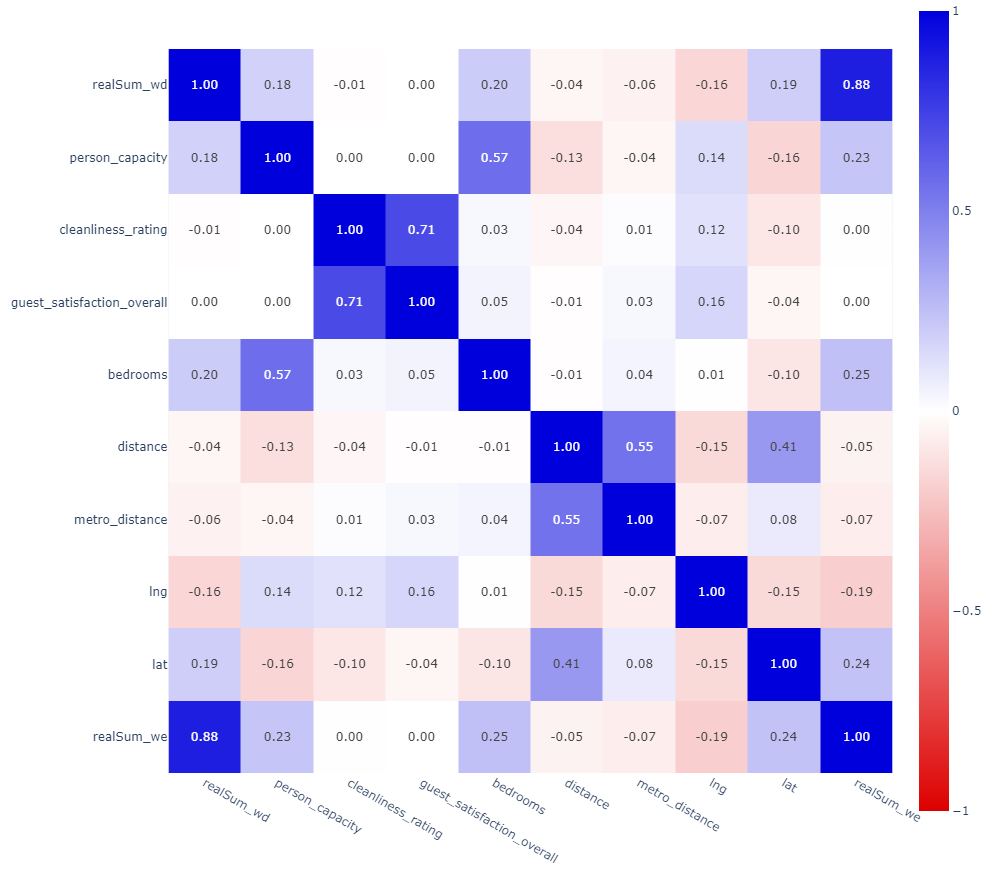 1
realSum_wd 1.00 0.18 -0.01 0.00 0.20 -0.04 -0.06 -0.16 0.19 0.88
person_capacity 0.18 1.00 0.00 0.00 0.57 -0.13 -0.04 0.14 -0.16 0.23
0.5
cleanliness_rating -0.01 0.00 1.00 0.71 0.03 -0.04 0.01 0.12 -0.10 0.00
guest_satisfaction_overall 0.00 0.00 0.71 1.00 0.05 -0.01 0.03 0.16 -0.04 0.00
bedrooms 0.20 0.57 0.03 0.05 1.00 -0.01 0.04 0.01 -0.10 0.25
0
distance -0.04 -0.13 -0.04 -0.01 -0.01 1.00 0.55 -0.15 0.41 -0.05
metro_distance -0.06 -0.04 0.01 0.03 0.04 0.55 1.00 -0.07 0.08 -0.07
lng -0.16 0.14 0.12 0.16 0.01 -0.15 -0.07 1.00 -0.15 -0.19
−0.5
lat 0.19 -0.16 -0.10 -0.04 -0.10 0.41 0.08 -0.15 1.00 0.24
realSum_we 0.88 0.23 0.00 0.00 0.25 -0.05 -0.07 -0.19 0.24 1.00
−1
realSum_wd person_capacity cleanliness_rating guest_satisfaction_overall bedrooms distance metro_distance lng lat realSum_we